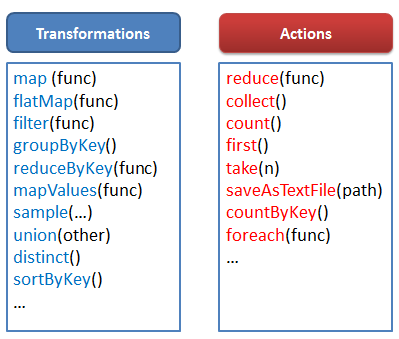 Transformations
map (func)
flatMap(func)
filter(func)
groupByKey()
reduceByKey(func)
mapValues(func)
sample(...)
union(other)
distinct()
sortByKey()
...
Actions
reduce(func)
collect()
count()
first()
take(n)
saveAsTextFile(path)
countByKey()
foreach(func)
...